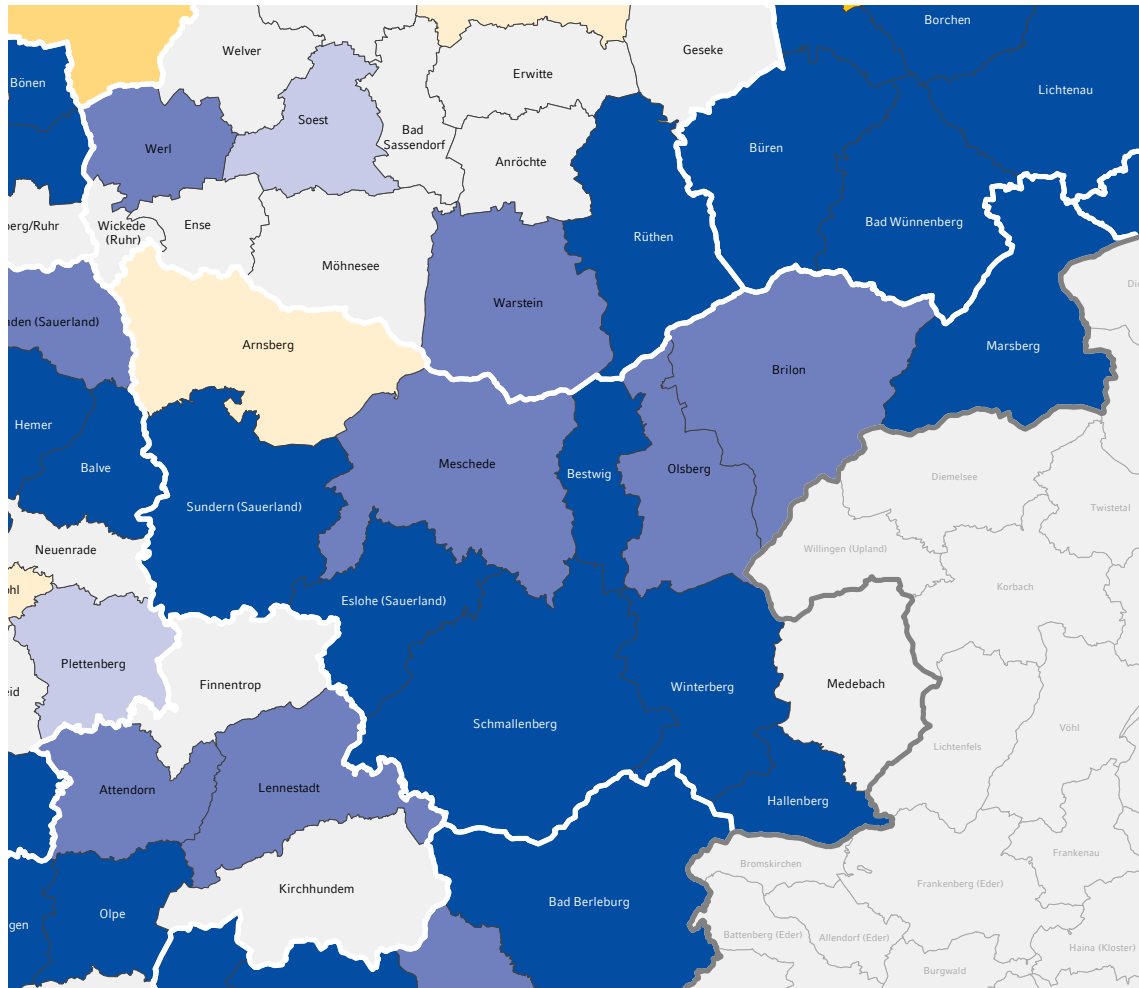 Borchen
Welver
Geseke
Erwitte
Bönen
Lichtenau
Soest
Bad
Sassendorf
Werl
Büren
Anröchte
Bad Wünnenberg
Wickede
(Ruhr)
Ense
berg/Ruhr
Rüthen
Möhnesee
Warstein
nden (Sauerland)
Arnsberg
Marsberg
Brilon
Hemer
Balve
Meschede
Bestwig
Olsberg
Diemelsee
Sundern (Sauerland)
Twistetal
Neuenrade
Willingen (Upland)
ohl
Korbach
Eslohe (Sauerland)
Plettenberg
Finnentrop
eid
Winterberg
Medebach
Schmallenberg
Vöhl
Lichtenfels
Attendorn
Lennestadt
Hallenberg
Frankenau
Bromskirchen
Kirchhundem
Frankenberg (Eder)
Bad Berleburg
Olpe
gen
Battenberg (Eder)
Allendorf (Eder)
Haina (Kloster)
Burgwald